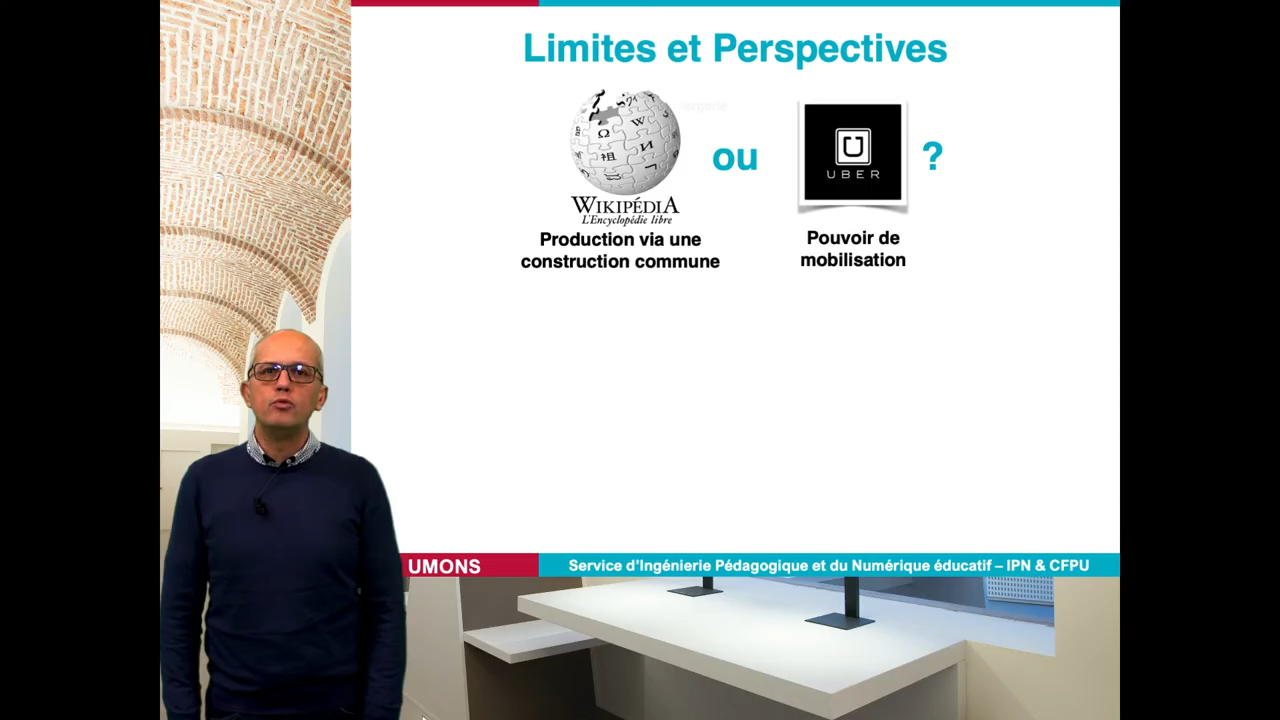 Limites et Perspectives
ou
?
UBER
WIKIPÉDIA
L'Encyclopédie libre
Production via une
construction commune
Pouvoir de
mobilisation
UMONS
Service d'Ingénierie Pédagogique et du Numérique éducatif – IPN & CFPU